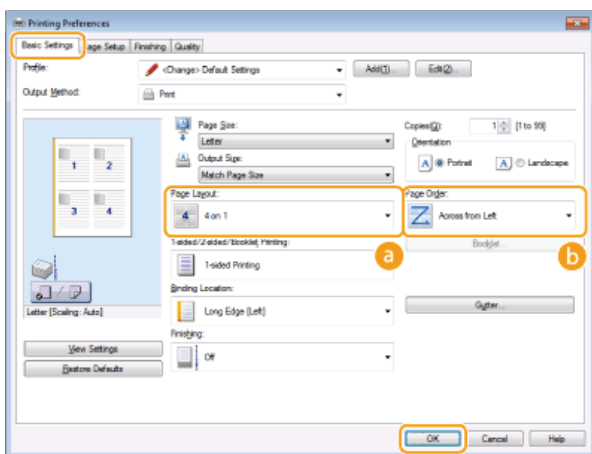 Printing Preferences
Basic Settings Page Setup Finishing Quality
Profile: <Change> Default Settings Add(1)... Edit(2)...
Output Method: Print
Page Size: Copies(Q): 1 [1 to 99]
Letter Orientation
Output Size: A Portrait A Landscape
Match Page Size
1 2
3 4
Page Layout: Page Order:
4 4 on 1 Across from Left
a b
1-sided/2-sided/Booklet Printing: Booklet...
1-sided Printing
Binding Location:
Letter [Scaling: Auto] Long Edge [Left] Gutter...
Finishing:
View Settings Off
Restore Defaults
OK Cancel Help